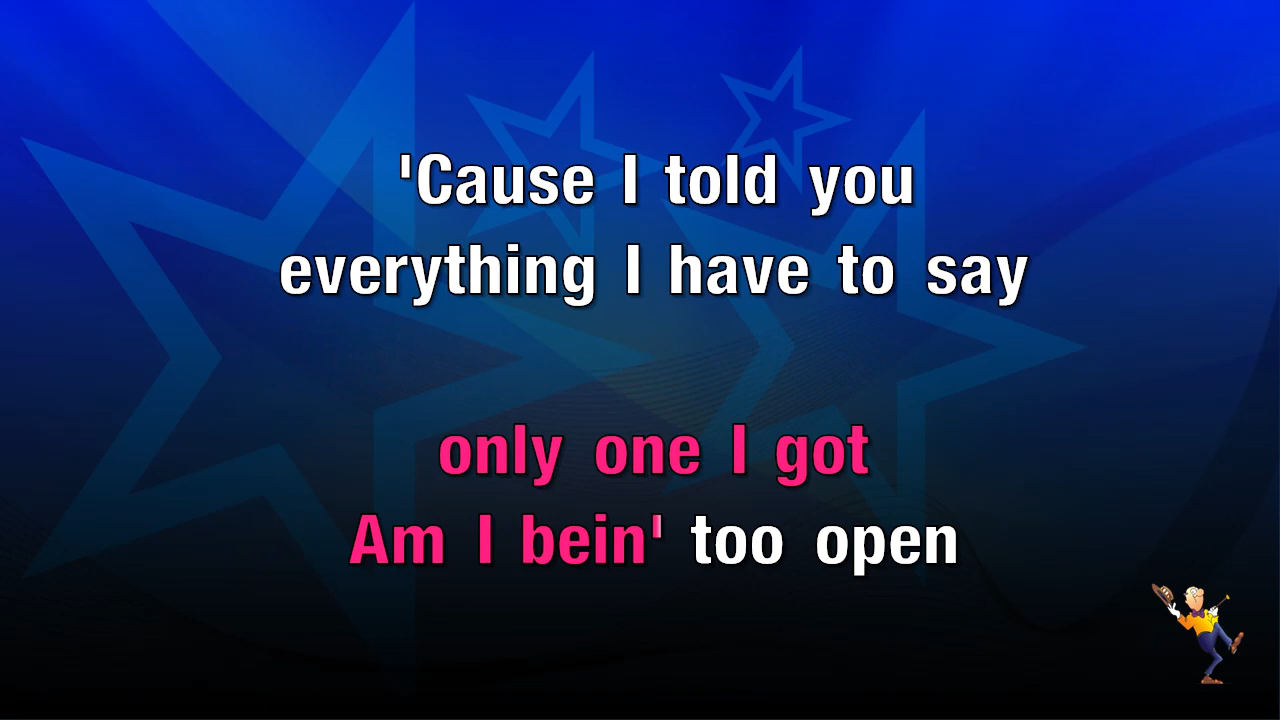 'Cause I told you
everything I have to say
only one I got
Am I bein' too open